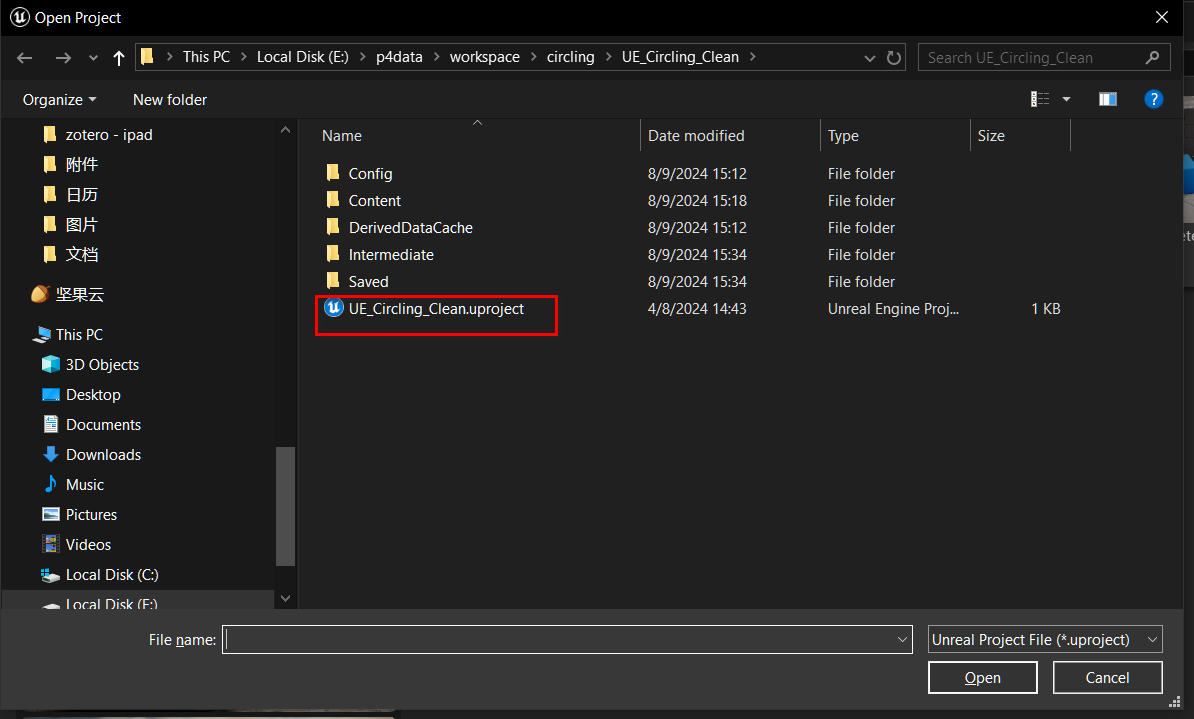 Open Project
This PC > Local Disk (E:) > p4data > workspace > circling > UE_Circling_Clean >
Search UE_Circling_Clean
Organize
New folder
zotero - ipad
附件
日历
图片
文档
坚果云
This PC
3D Objects
Desktop
Documents
Downloads
Music
Pictures
Videos
Local Disk (C:)
Local Disk (E:)
Name Date modified Type Size
Config 8/9/2024 15:12 File folder
Content 8/9/2024 15:18 File folder
DerivedDataCache 8/9/2024 15:12 File folder
Intermediate 8/9/2024 15:34 File folder
Saved 8/9/2024 15:34 File folder
UE_Circling_Clean.uproject 4/8/2024 14:43 Unreal Engine Proj... 1 KB
File name:
Unreal Project File (*.uproject)
Open
Cancel